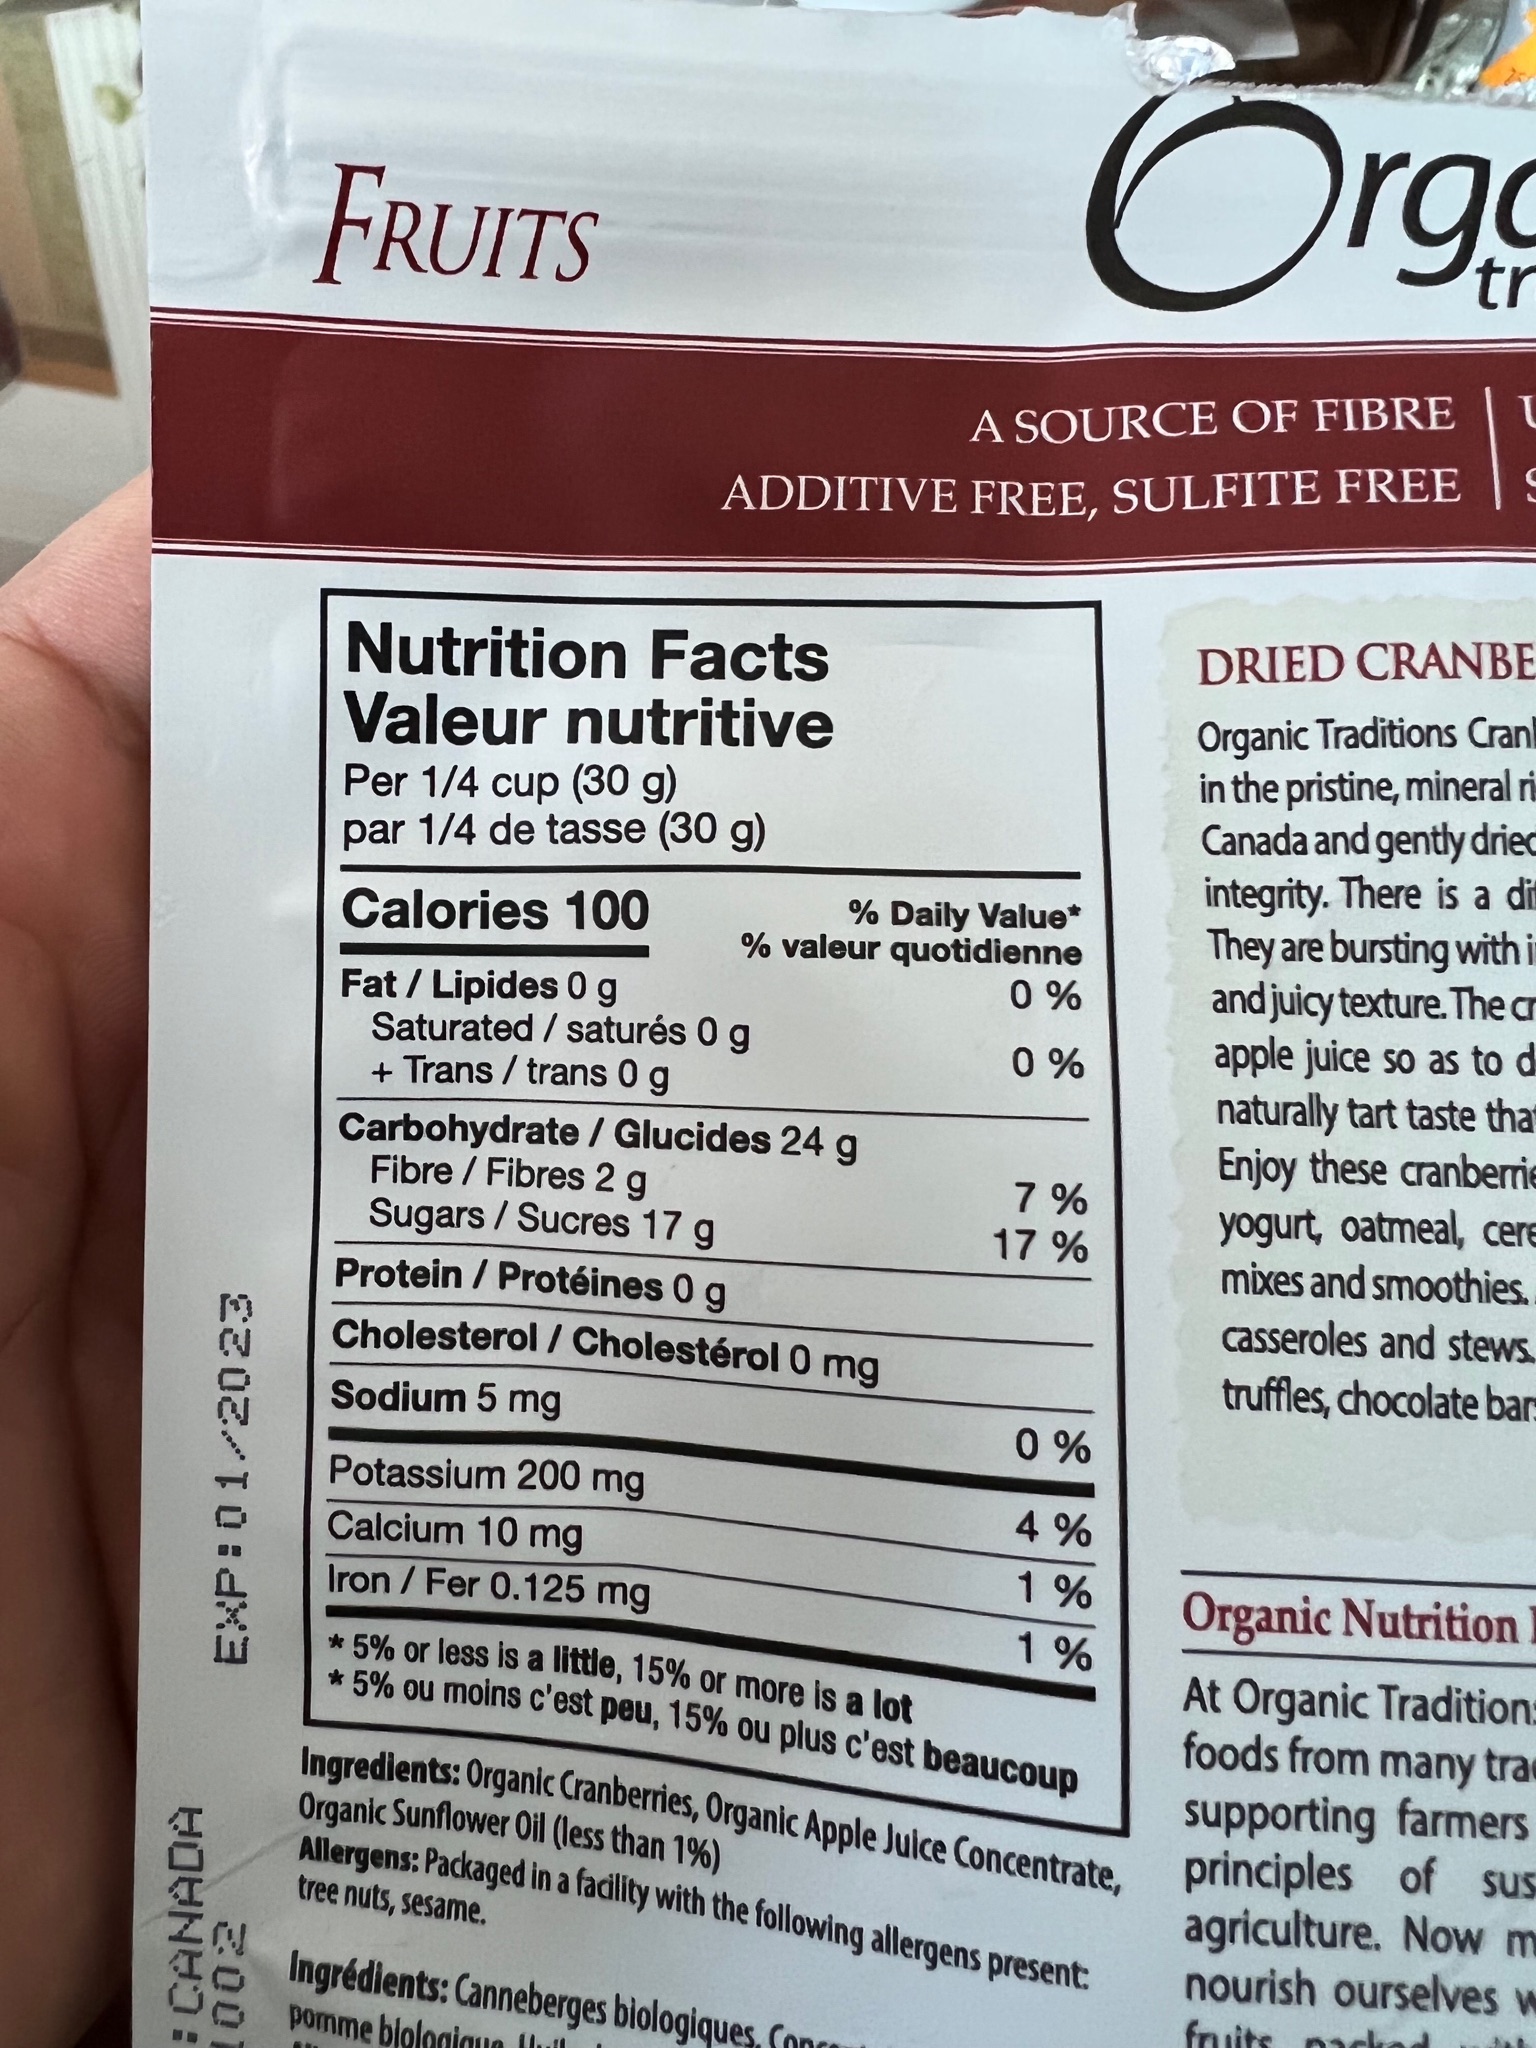 FRUITS
Orga
tr
A SOURCE OF FIBRE
ADDITIVE FREE, SULFITE FREE
Nutrition Facts
Valeur nutritive
Per 1/4 cup (30 g)
par 1/4 de tasse (30 g)
Calories 100
% Daily Value*
% valeur quotidienne
Fat / Lipides 0 g 0 %
Saturated / saturés 0 g
+ Trans / trans 0 g 0 %
Carbohydrate / Glucides 24 g
Fibre / Fibres 2 g 7 %
Sugars / Sucres 17 g 17 %
Protein / Protéines 0 g
Cholesterol / Cholestérol 0 mg
Sodium 5 mg 0 %
Potassium 200 mg 4 %
Calcium 10 mg 1 %
Iron / Fer 0.125 mg 1 %
* 5% or less is a little, 15% or more is a lot
* 5% ou moins c'est peu, 15% ou plus c'est beaucoup
Ingredients: Organic Cranberries, Organic Apple Juice Concentrate,
Organic Sunflower Oil (less than 1%)
Allergens: Packaged in a facility with the following allergens present:
tree nuts, sesame.
Ingrédients: Canneberges biologiques,
pomme biologique,
EXP:01/2023
:CANADA
1002
DRIED CRANBE
Organic Traditions Cran
in the pristine, mineral ri
Canada and gently dried
integrity. There is a di
They are bursting with i
and juicy texture. The cr
apple juice so as to d
naturally tart taste tha
Enjoy these cranberrie
yogurt, oatmeal, cere
mixes and smoothies.
casseroles and stews.
truffles, chocolate bar
Organic Nutrition
At Organic Tradition
foods from many tra
supporting farmers
principles of sus
agriculture. Now m
nourish ourselves w
fruits packed